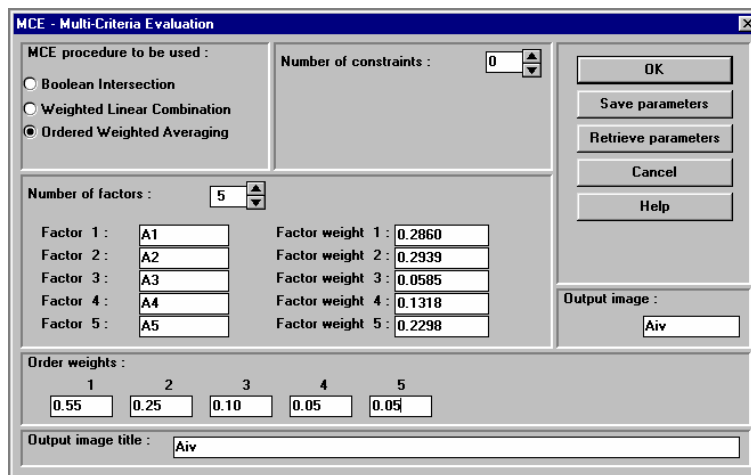 MCE - Multi-Criteria Evaluation
MCE procedure to be used :
Boolean Intersection
Weighted Linear Combination
Ordered Weighted Averaging
Number of constraints : 0
OK
Save parameters
Retrieve parameters
Cancel
Help
Number of factors : 5
Factor 1 : A1 Factor weight 1 : 0.2860
Factor 2 : A2 Factor weight 2 : 0.2939
Factor 3 : A3 Factor weight 3 : 0.0585
Factor 4 : A4 Factor weight 4 : 0.1318
Factor 5 : A5 Factor weight 5 : 0.2298
Output image :
Aiv
Order weights :
1 2 3 4 5
0.55 0.25 0.10 0.05 0.05
Output image title : Aiv